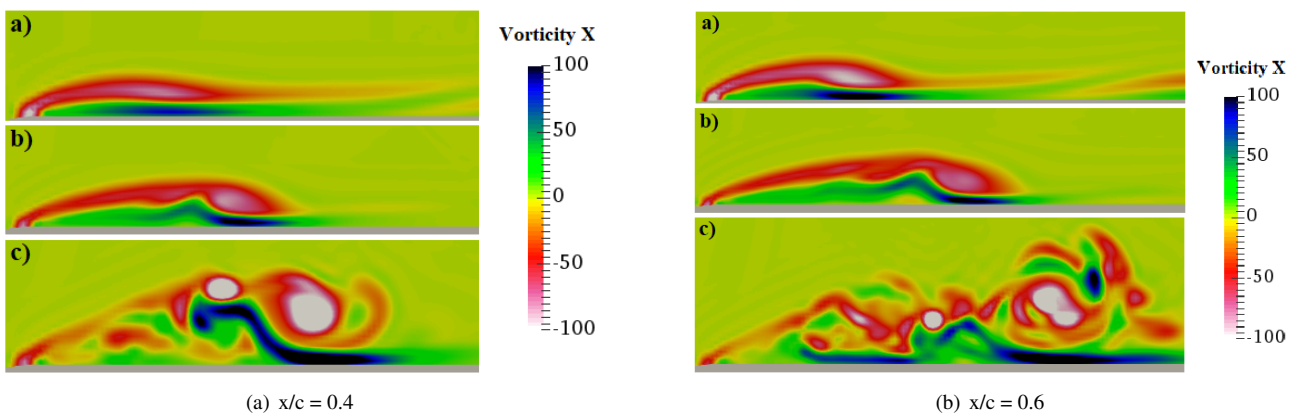 a)
b)
c)
Vorticity X
100
50
0
-50
-100
(a) x/c = 0.4
a)
b)
c)
Vorticity X
100
50
0
-50
-100
(b) x/c = 0.6